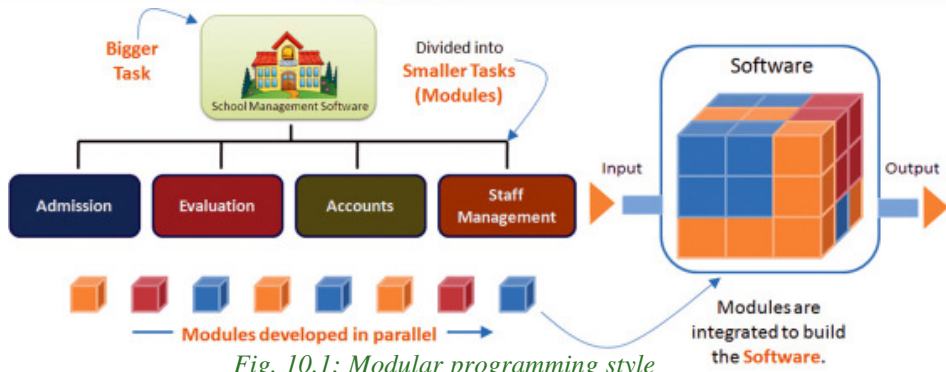 Bigger
Task
School Management Software
Divided into
Smaller Tasks
(Modules)
Admission
Evaluation
Accounts
Staff
Management
Input
Software
Output
Modules developed in parallel
Modules are
integrated to build
the Software.
Fig. 10.1: Modular programming style